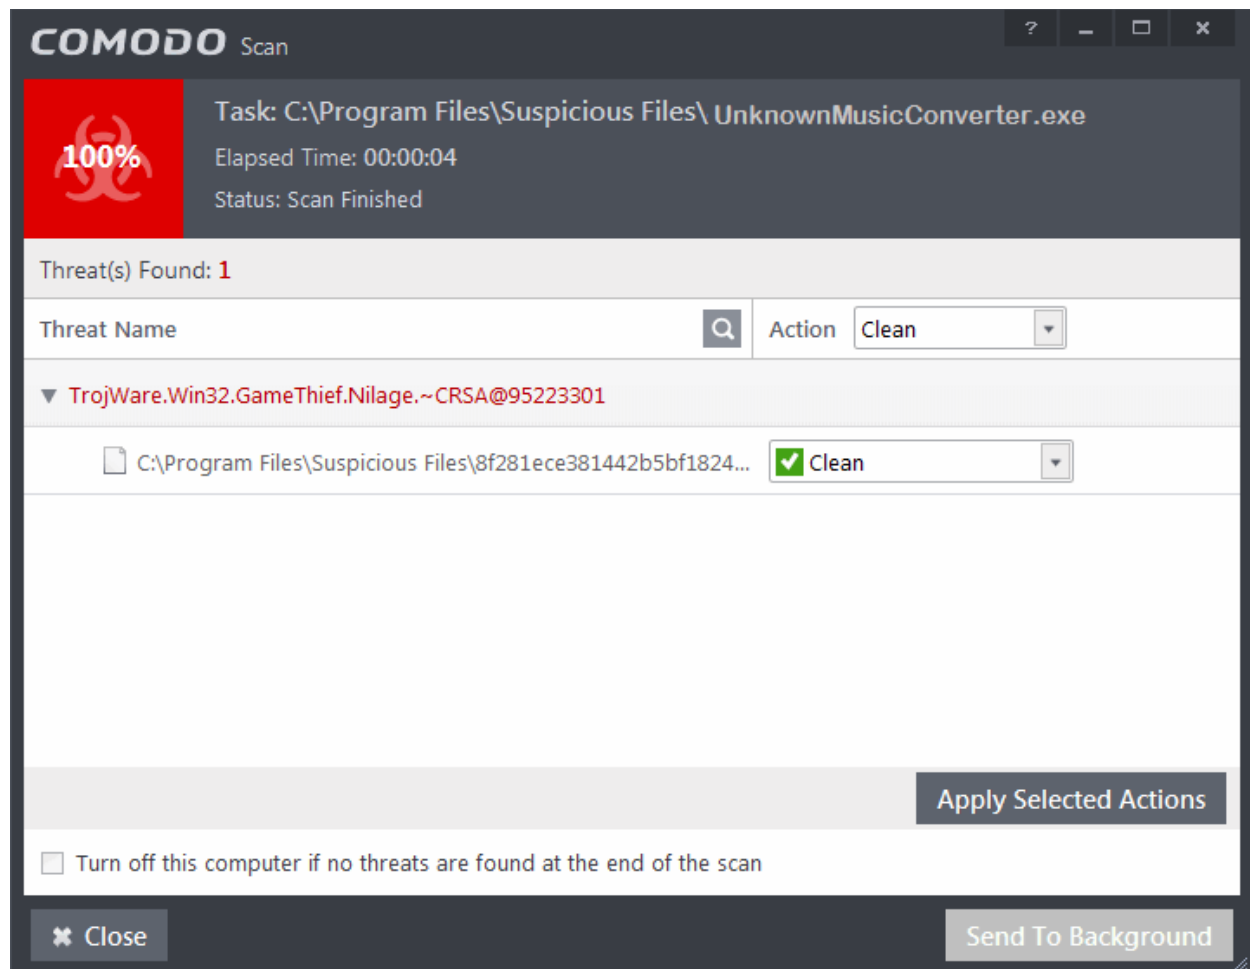 COMODO Scan
?
100%
Task: C:\Program Files\Suspicious Files\ UnknownMusicConverter.exe
Elapsed Time: 00:00:04
Status: Scan Finished
Threat(s) Found: 1
Threat Name
Action Clean
TrojWare.Win32.GameThief.Nilage.~CRSA@95223301
C:\Program Files\Suspicious Files\8f281ece381442b5bf1824... Clean
Apply Selected Actions
Turn off this computer if no threats are found at the end of the scan
Close
Send To Background